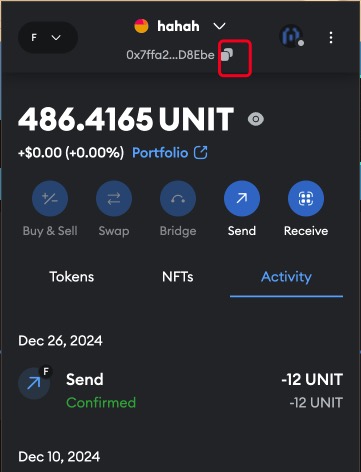 F
hahah
0x7ffa2...D8Ebe
486.4165 UNIT
+$0.00 (+0.00%) Portfolio
Buy & Sell Swap Bridge Send Receive
Tokens NFTs Activity
Dec 26, 2024
F
Send -12 UNIT
Confirmed -12 UNIT
Dec 10, 2024